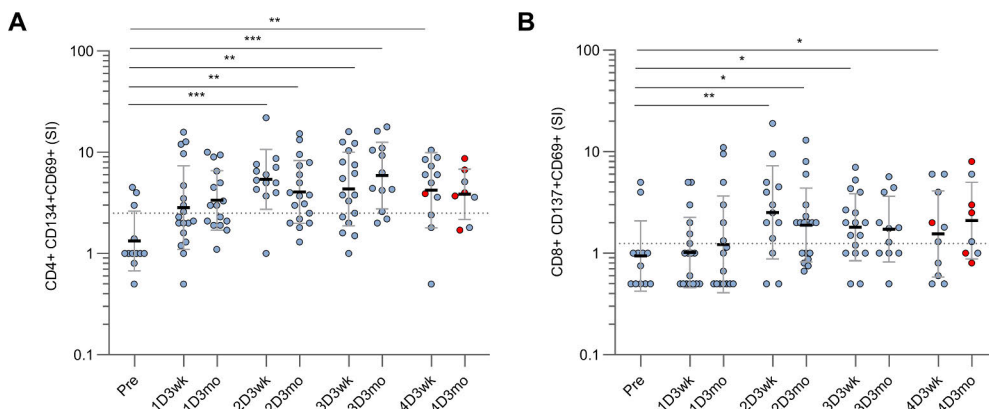 A
**
***
**
**
***
CD4+ CD134+CD69+ (SI)
100
10
1
0.1
Pre
1D3wk
1D3mo
2D3wk
2D3mo
3D3wk
3D3mo
4D3wk
4D3mo
B
*
*
*
**
CD8+ CD137+CD69+ (SI)
100
10
1
0.1
Pre
1D3wk
1D3mo
2D3wk
2D3mo
3D3wk
3D3mo
4D3wk
4D3mo